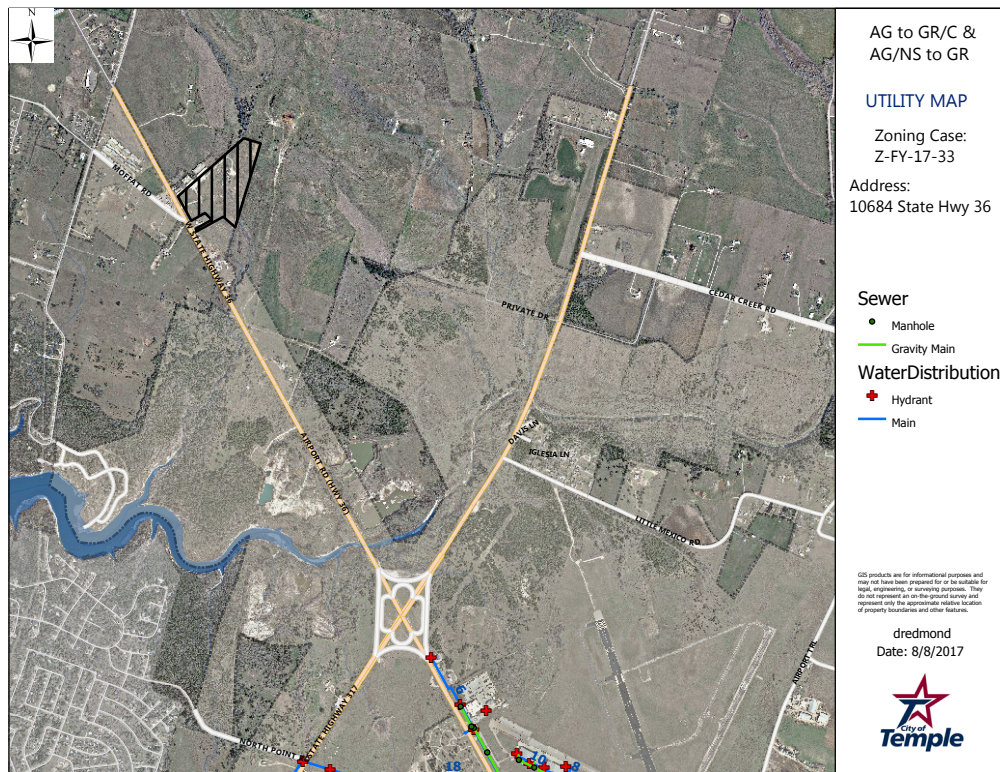 N
AG to GR/C &
AG/NS to GR
UTILITY MAP
Zoning Case:
Z-FY-17-33
Address:
10684 State Hwy 36
Sewer
Manhole
Gravity Main
WaterDistribution
Hydrant
Main
GIS products are for informational purposes and
may not have been prepared for or be suitable for
legal, engineering, or surveying purposes. They
do not represent an on-the-ground survey and
represent only the approximate relative location
of property boundaries and other features.
dredmond
Date: 8/8/2017
City of
Temple
MOFFAT RD
N STATE HIGHWAY 36
PRIVATE DR
CEDAR CREEK RD
DAVIS LN
IGLESIA LN
AIRPORT RD (HWY 36)
LITTLE MEXICO RD
AIRPORT TRL
STATE HIGHWAY 317
NORTH POINT
6
10
8
18